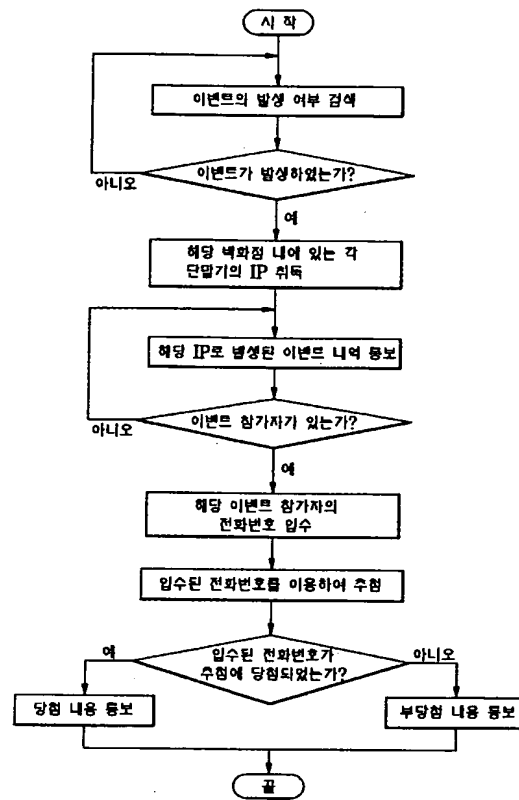 시 작
이벤트의 발생 여부 검색
이벤트가 발생하였는가?
아니오
예
해당 백화점 내에 있는 각
단말기의 IP 취득
해당 IP로 발생된 이벤트 내역 통보
이벤트 참가자가 있는가?
아니오
예
해당 이벤트 참가자의
전화번호 입수
입수된 전화번호를 이용하여 추첨
입수된 전화번호가
추첨에 당첨되었는가?
예
아니오
당첨 내용 통보
부당첨 내용 통보
끝